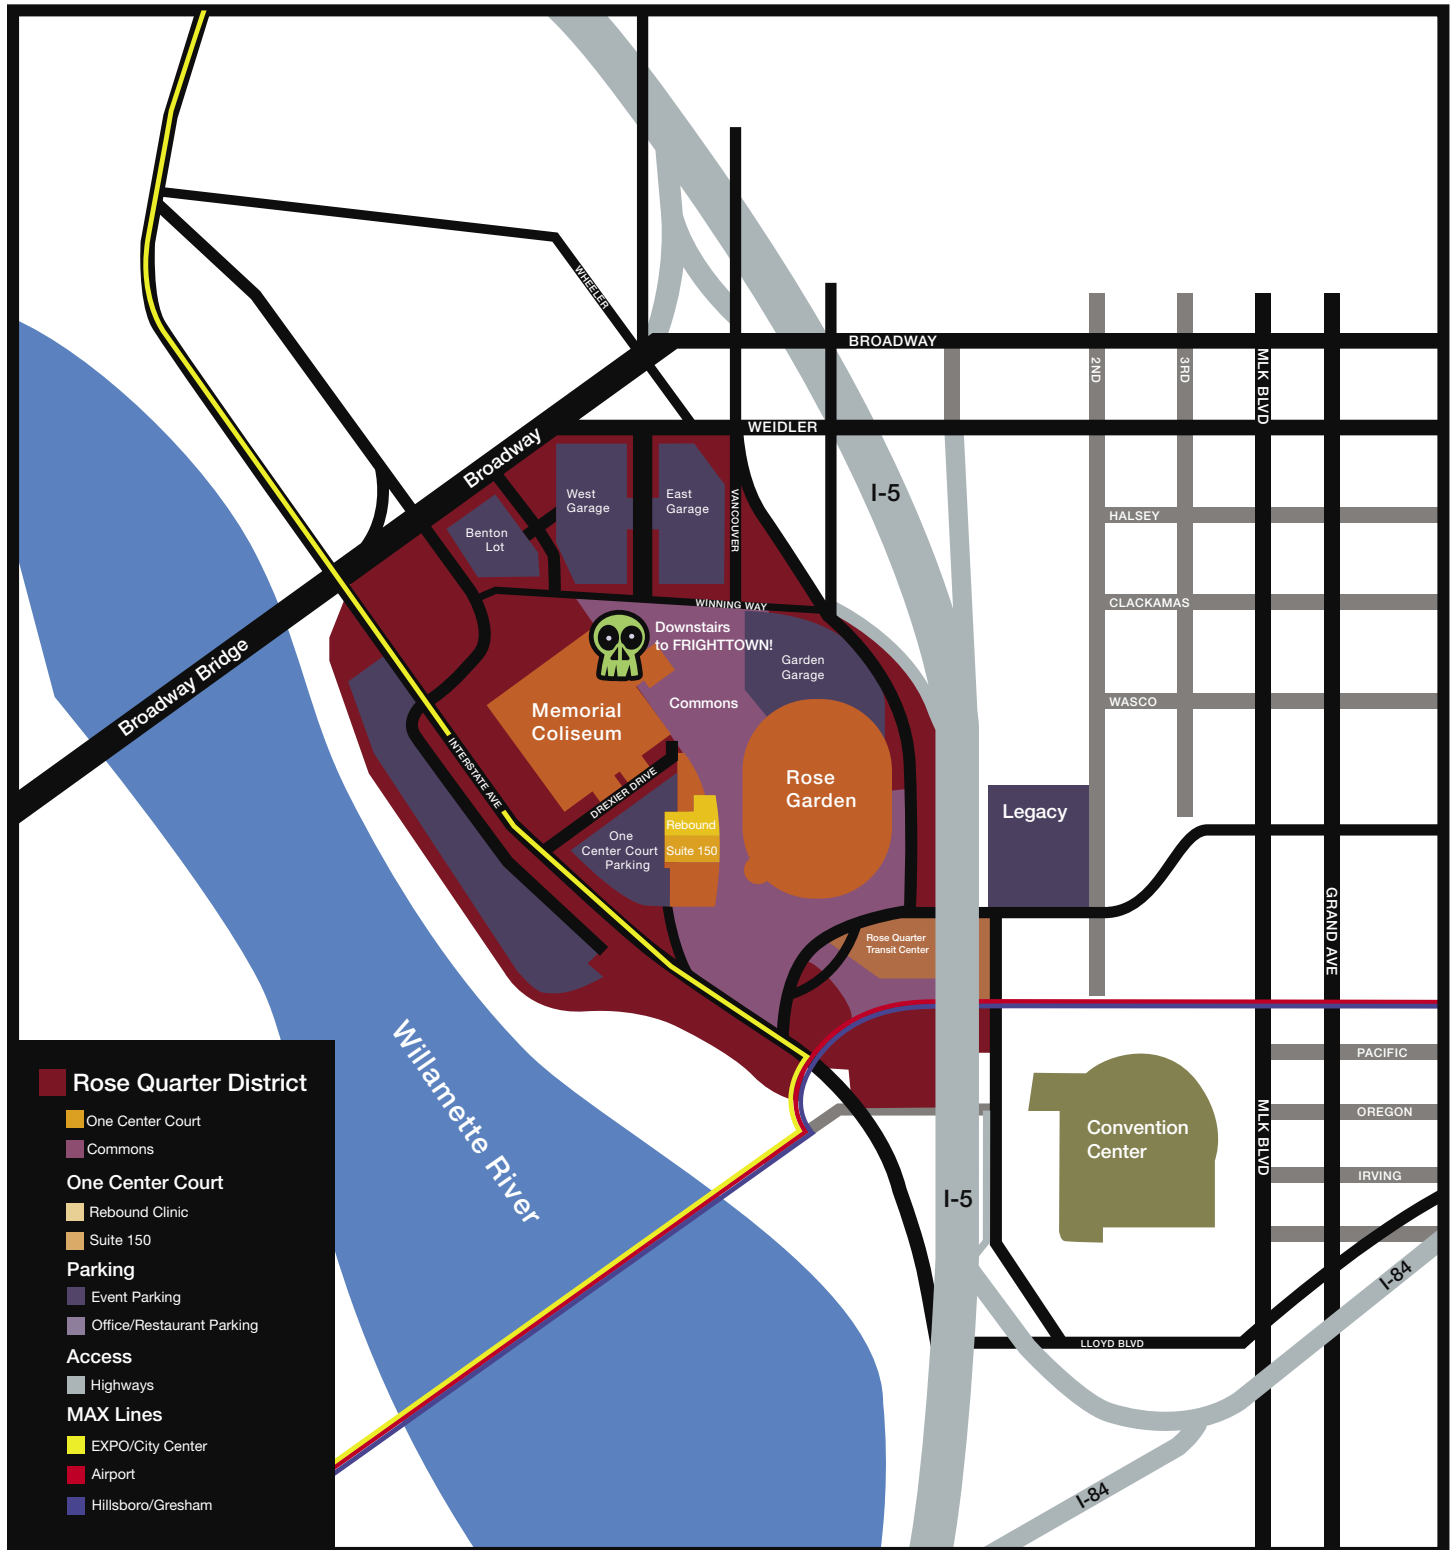 WHEELER
BROADWAY
2ND
3RD
MLK BLVD
WEIDLER
Broadway
I-5
West
Garage
East
Garage
VANCOUVER
Benton
Lot
HALSEY
CLACKAMAS
WINNING WAY
Downstairs
to FRIGHTTOWN!
Garden
Garage
Broadway Bridge
Commons
WASCO
Memorial
Coliseum
INTERSTATE AVE
DREXIER DRIVE
Rose
Garden
Legacy
One
Center Court
Parking
Rebound
Suite 150
GRAND AVE
Rose Quarter
Transit Center
Willamette River
PACIFIC
OREGON
IRVING
MLK BLVD
Convention
Center
I-5
I-84
LLOYD BLVD
I-84
Rose Quarter District
One Center Court
Commons
One Center Court
Rebound Clinic
Suite 150
Parking
Event Parking
Office/Restaurant Parking
Access
Highways
MAX Lines
EXPO/City Center
Airport
Hillsboro/Gresham